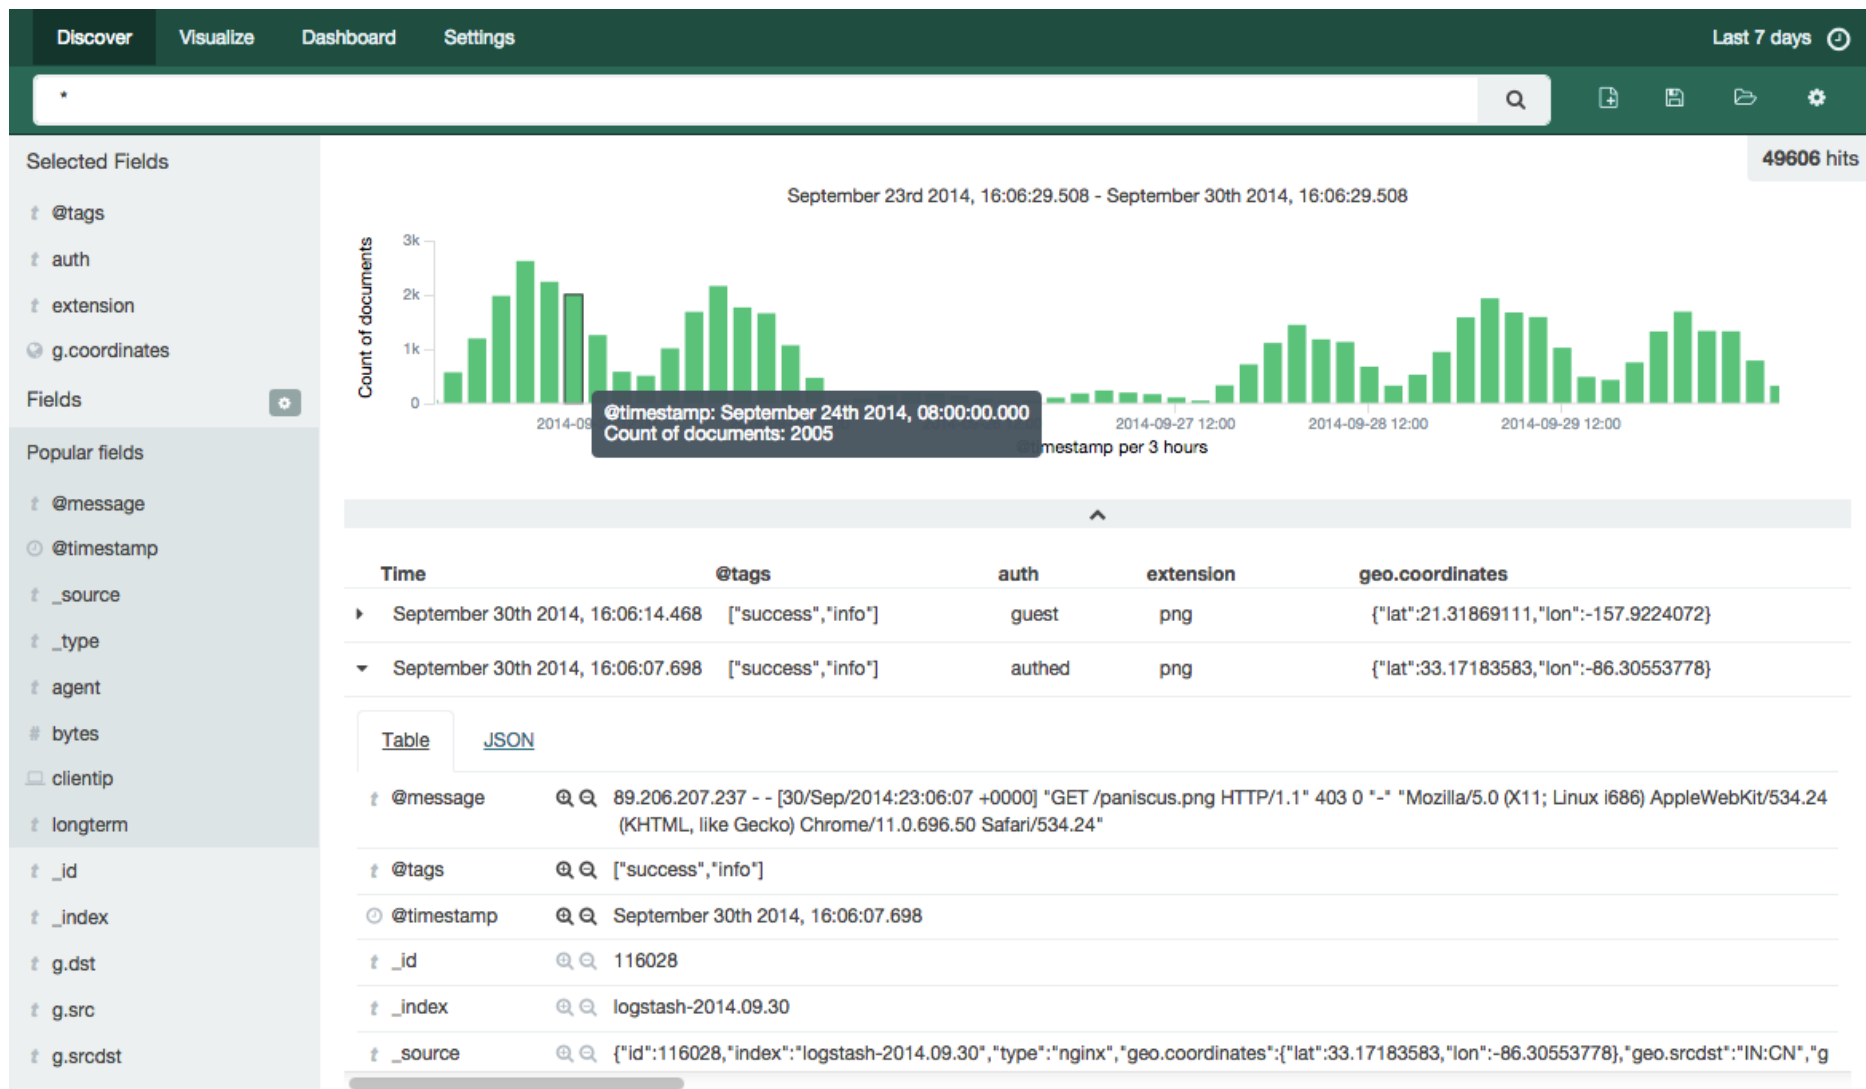 Discover Visualize Dashboard Settings Last 7 days
*
49606 hits
Selected Fields
t @tags
t auth
t extension
g.coordinates
Fields
Popular fields
t @message
@timestamp
t _source
t _type
t agent
# bytes
clientip
t longterm
t _id
t _index
t g.dst
t g.src
t g.srcdst
September 23rd 2014, 16:06:29.508 - September 30th 2014, 16:06:29.508
Count of documents
3k
2k
1k
0
@timestamp: September 24th 2014, 08:00:00.000
Count of documents: 2005
2014-09-27 12:00 2014-09-28 12:00 2014-09-29 12:00
@timestamp per 3 hours
Time @tags auth extension geo.coordinates
September 30th 2014, 16:06:14.468 ["success","info"] guest png {"lat":21.31869111,"lon":-157.9224072}
September 30th 2014, 16:06:07.698 ["success","info"] authed png {"lat":33.17183583,"lon":-86.30553778}
Table JSON
t @message 89.206.207.237 - - [30/Sep/2014:23:06:07 +0000] "GET /paniscus.png HTTP/1.1" 403 0 "-" "Mozilla/5.0 (X11; Linux i686) AppleWebKit/534.24
(KHTML, like Gecko) Chrome/11.0.696.50 Safari/534.24"
t @tags ["success","info"]
@timestamp September 30th 2014, 16:06:07.698
t _id 116028
t _index logstash-2014.09.30
t _source {"id":116028,"index":"logstash-2014.09.30","type":"nginx","geo.coordinates":{"lat":33.17183583,"lon":-86.30553778},"geo.srcdst":"IN:CN","g